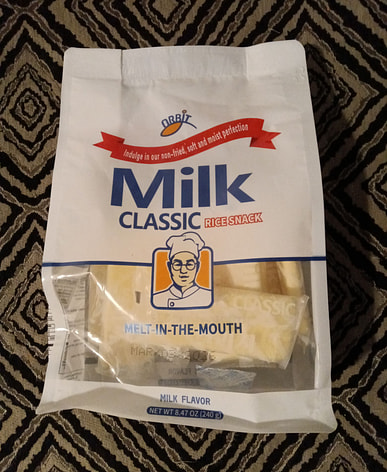 ORBIT
Indulge in our non-fried, soft and moist perfection
Milk
CLASSIC RICE SNACK
CLASSIC
MELT-IN-THE-MOUTH
MILK FLAVOR
NET WT 8.47 OZ (240 g)